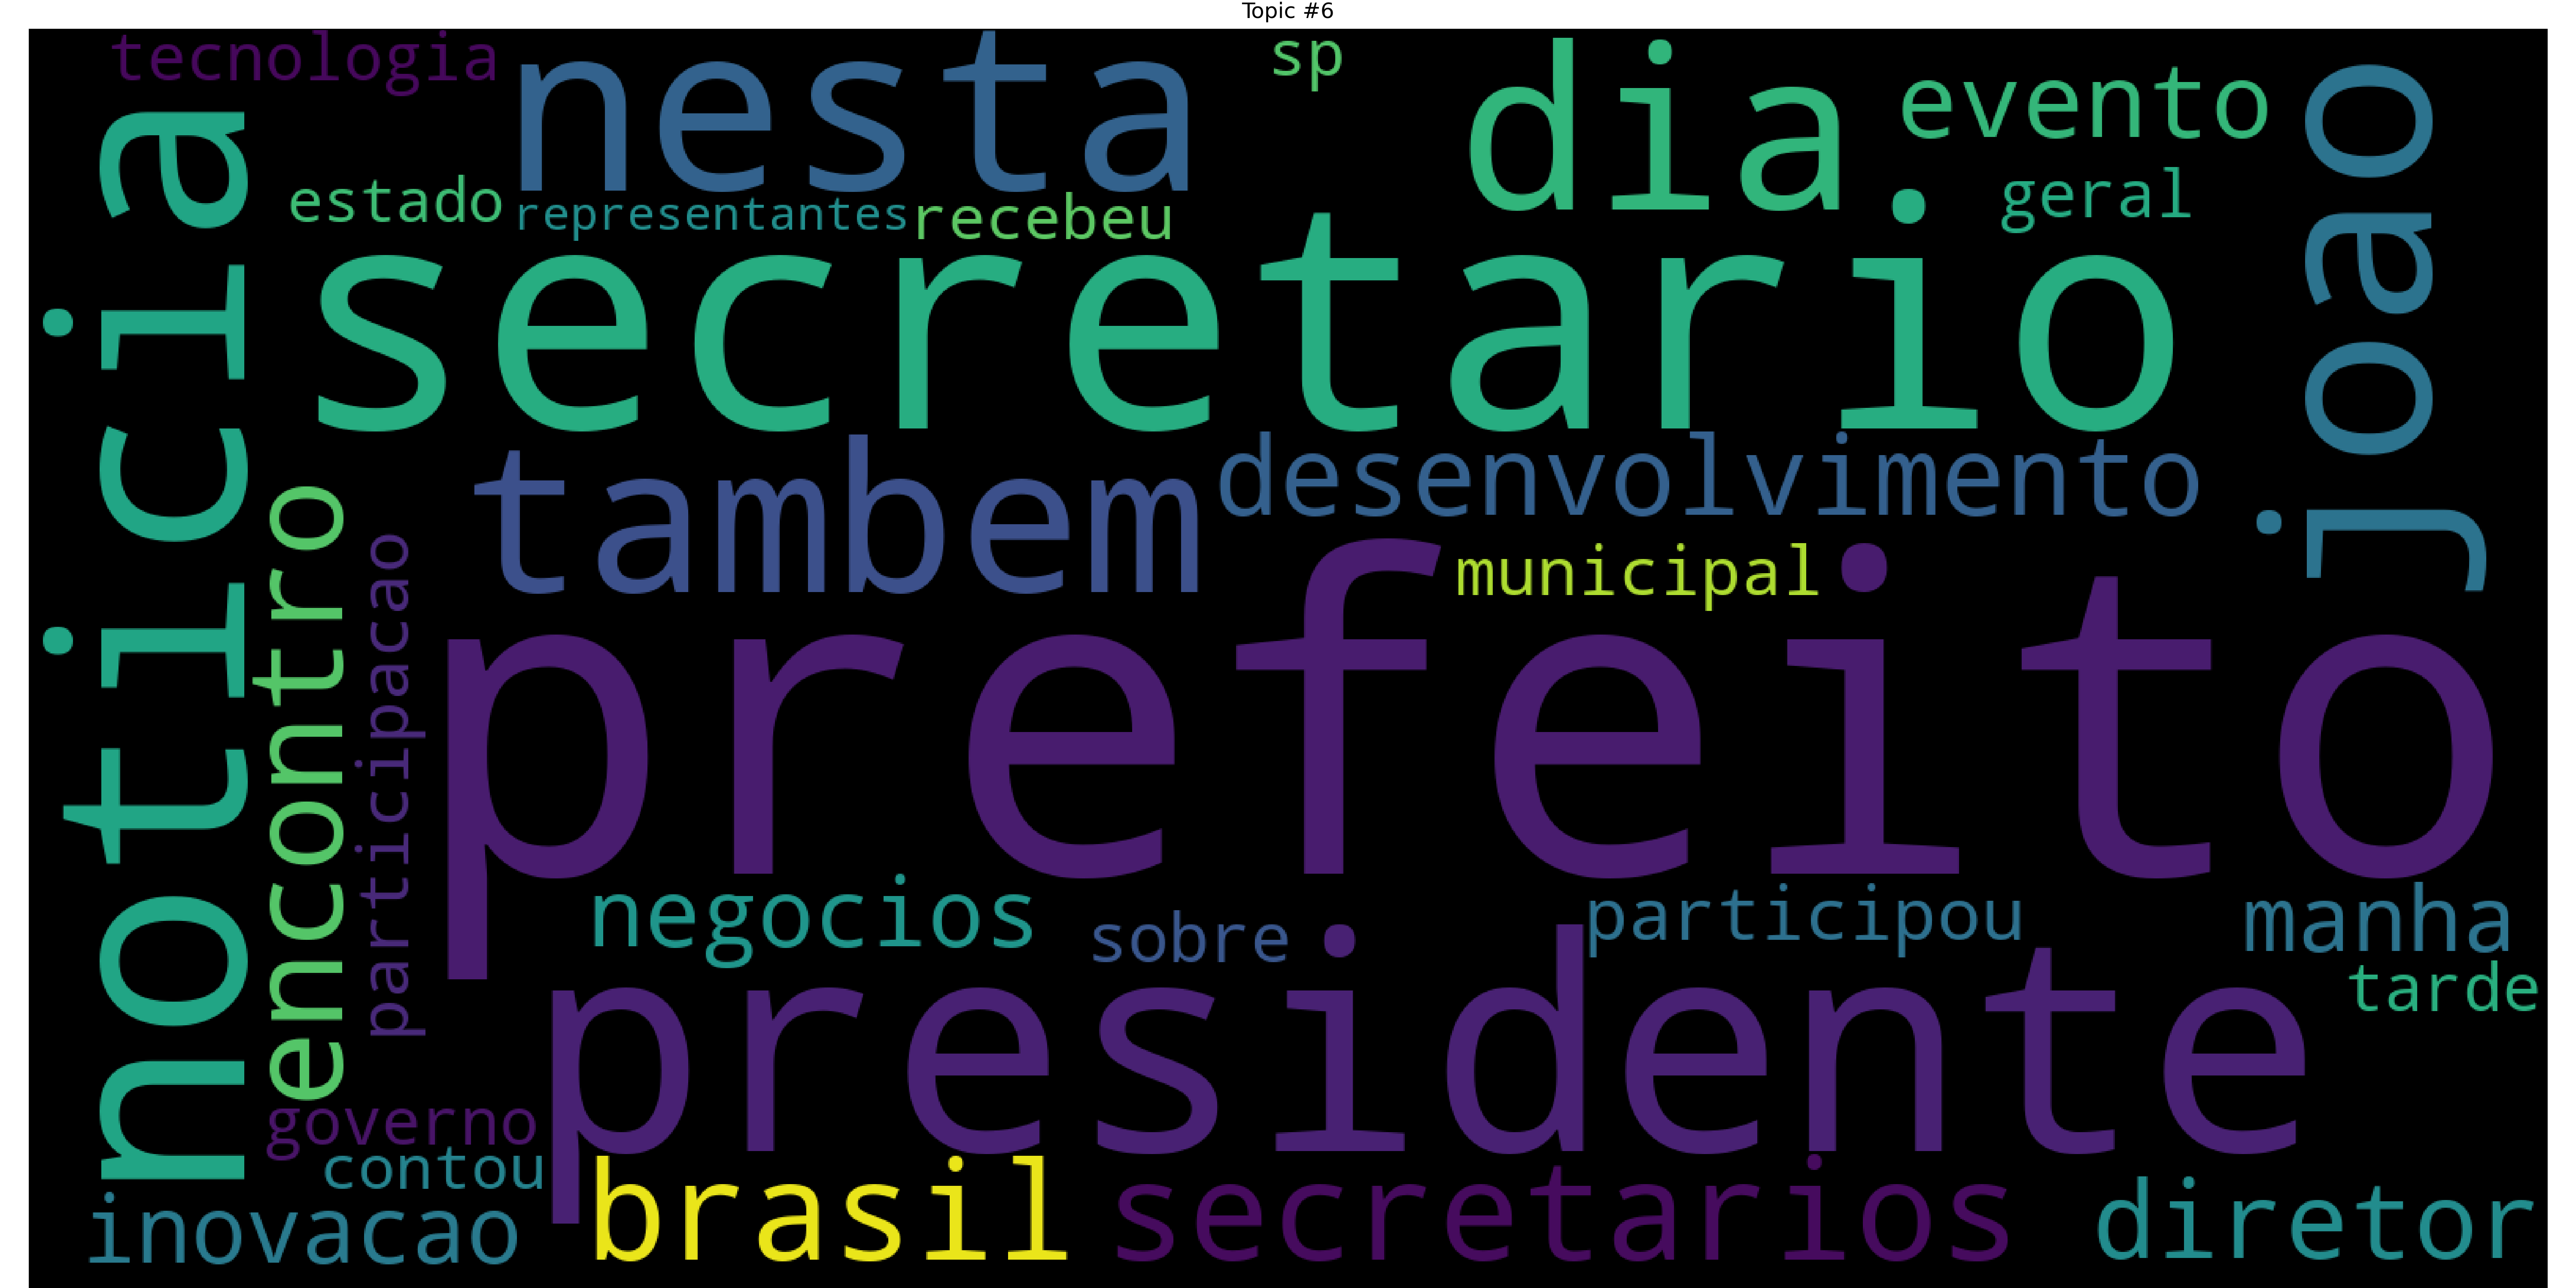 Topic #6
tecnologia
nesta
sp
dia
evento
joao
noticia
estado
representantes
recebeu
geral
secretario
tambem
desenvolvimento
encontro
participacao
municipal
prefeito
negocios
sobre
participou
manha
presidente
tarde
governo
contou
inovacao
brasil
secretarios
diretor